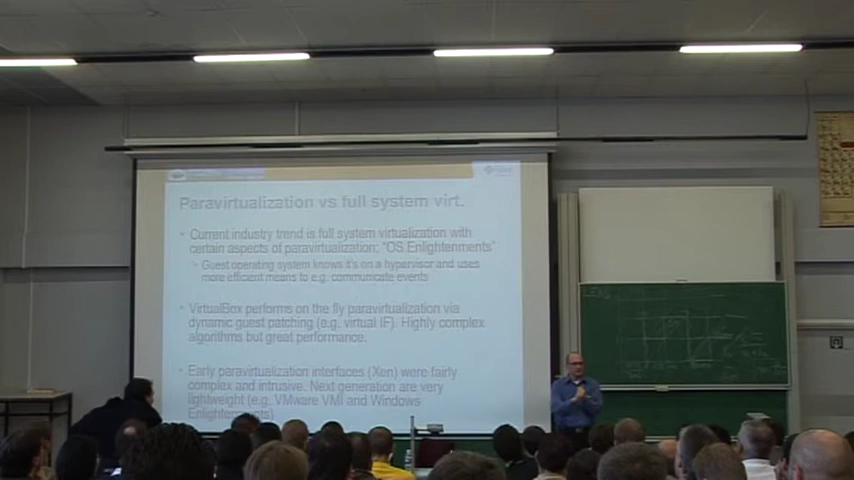 Paravirtualization vs full system virt.
Current industry trend is full system virtualization with
certain aspects of paravirtualization: "OS Enlightenments"
Guest operating system knows it's on a hypervisor and uses
more efficient means to e.g. communicate events
VirtualBox performs on the fly paravirtualization via
dynamic guest patching (e.g. virtual IF). Highly complex
algorithms but great performance.
Early paravirtualization interfaces (Xen) were fairly
complex and intrusive. Next generation are very
lightweight (e.g. VMware VMI and Windows
Enlightenments)